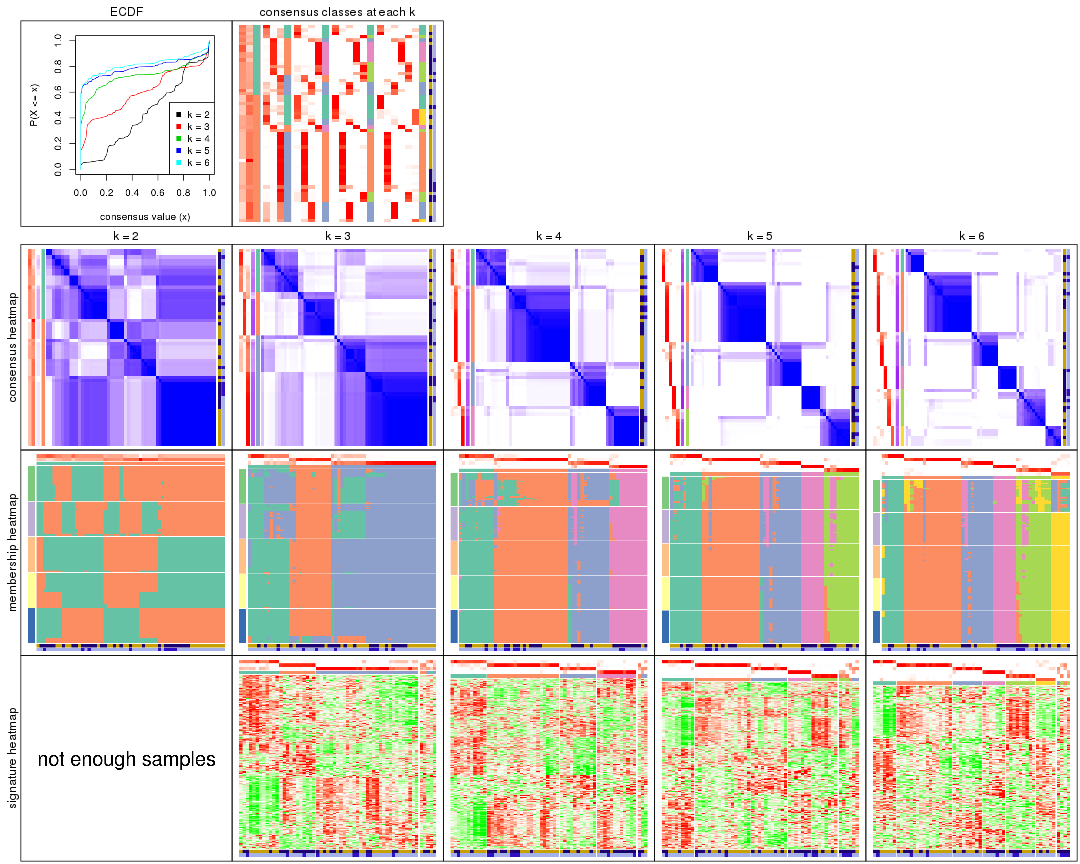 ECDF
consensus classes at each k
P(X <= x)
0.0
0.2
0.4
0.6
0.8
1.0
k = 2
k = 3
k = 4
k = 5
k = 6
0.0 0.2 0.4 0.6 0.8 1.0
consensus value (x)
k = 2
k = 3
k = 4
k = 5
k = 6
consensus heatmap
membership heatmap
signature heatmap
not enough samples